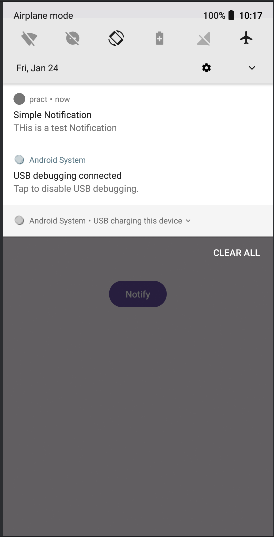 Airplane mode 100% 10:17
Fri, Jan 24
pract • now
Simple Notification
THis is a test Notification
Android System
USB debugging connected
Tap to disable USB debugging.
Android System • USB charging this device
CLEAR ALL
Notify